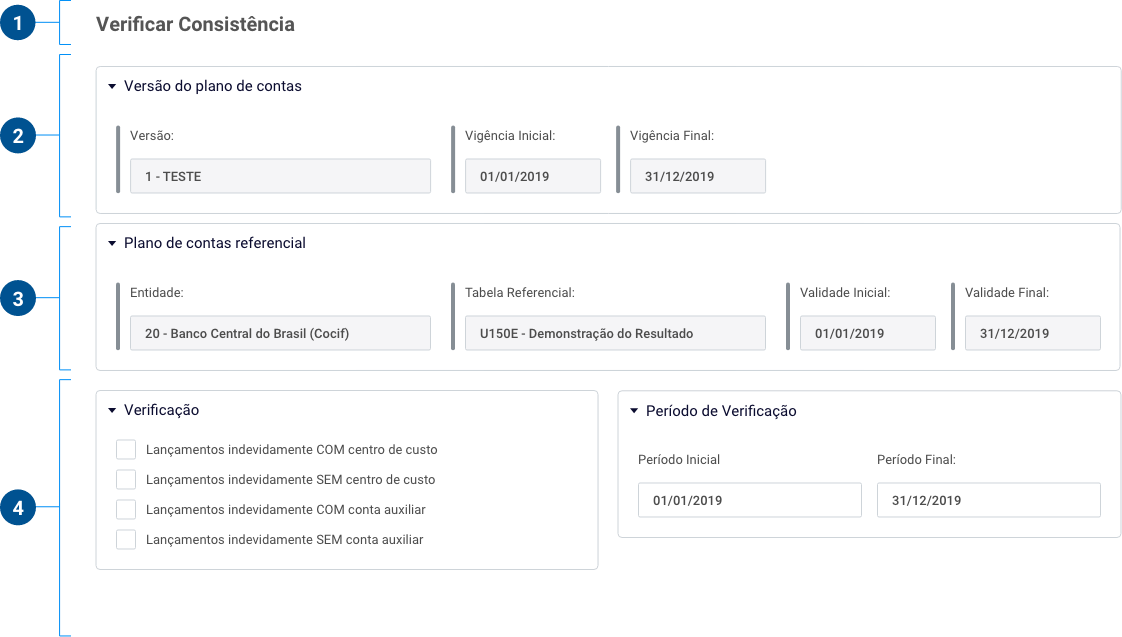 1
Verificar Consistência
2
Versão do plano de contas
Versão: Vigência Inicial: Vigência Final:
1 - TESTE 01/01/2019 31/12/2019
3
Plano de contas referencial
Entidade: Tabela Referencial: Validade Inicial: Validade Final:
20 - Banco Central do Brasil (Cocif) U150E - Demonstração do Resultado 01/01/2019 31/12/2019
4
Verificação
Lançamentos indevidamente COM centro de custo
Lançamentos indevidamente SEM centro de custo
Lançamentos indevidamente COM conta auxiliar
Lançamentos indevidamente SEM conta auxiliar
Período de Verificação
Período Inicial Período Final:
01/01/2019 31/12/2019